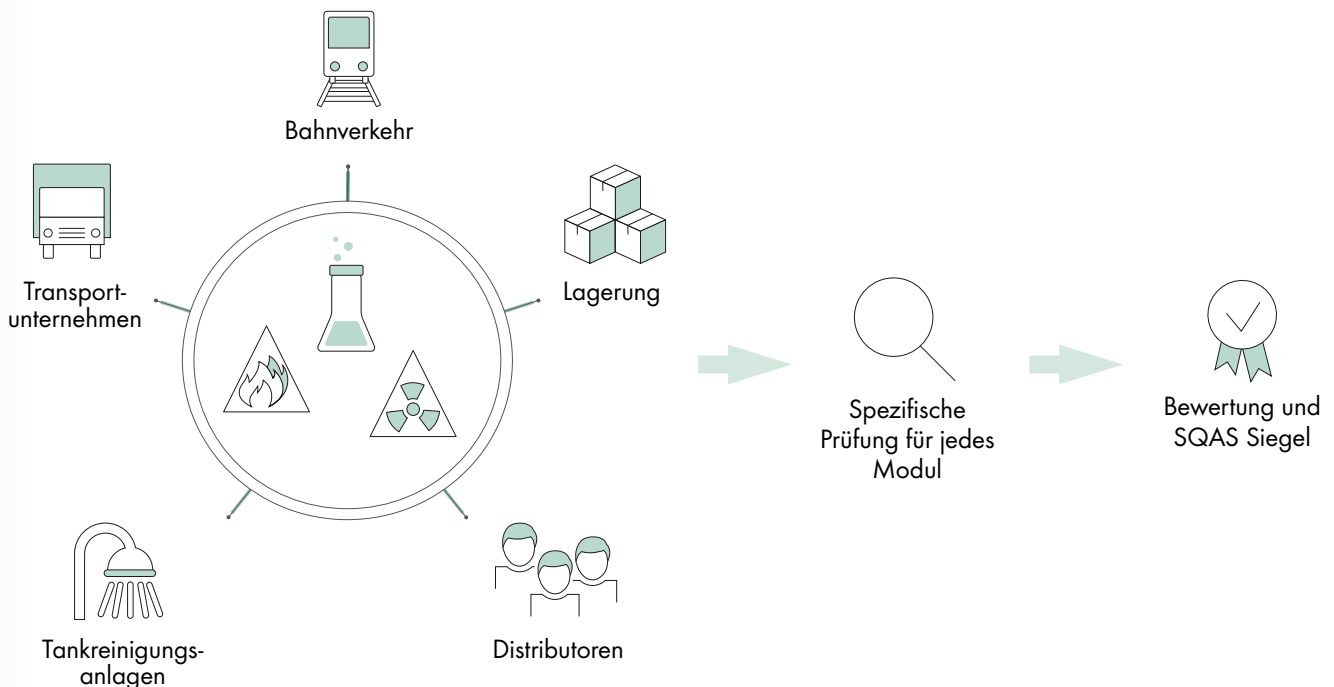 Bahnverkehr
Transport-
unternehmen
Lagerung
Spezifische
Prüfung für jedes
Modul
Bewertung und
SQAS Siegel
Tankreinigungs-
anlagen
Distributoren